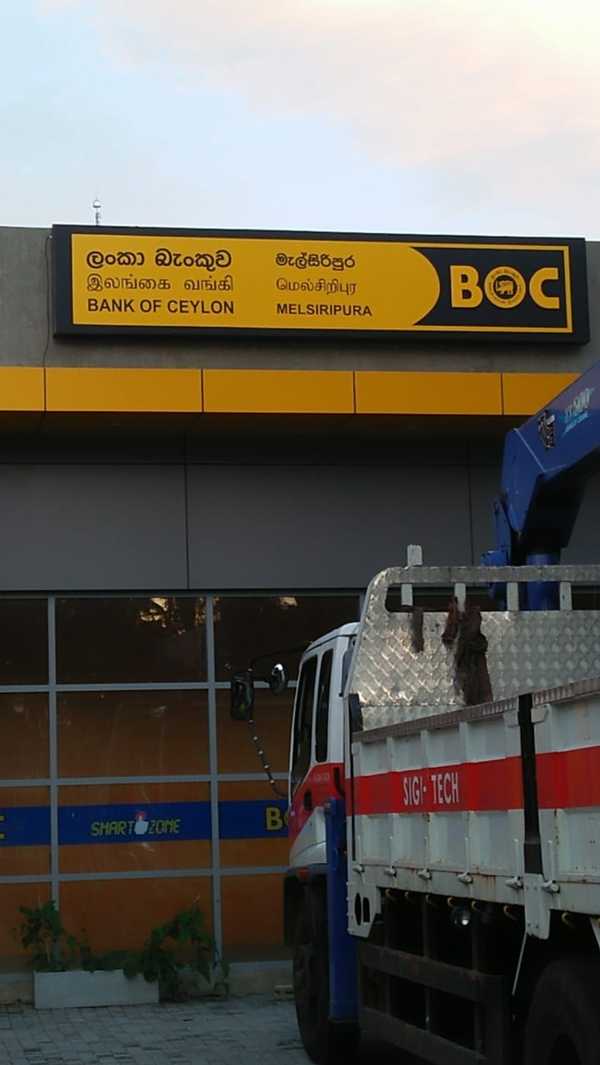 ලංකා බැංකුව
இலங்கை வங்கி
BANK OF CEYLON
මැල්සිරිපුර
மெல்சிறிபுர
MELSIRIPURA
BOC
SMART ZONE
SIGI-TECH